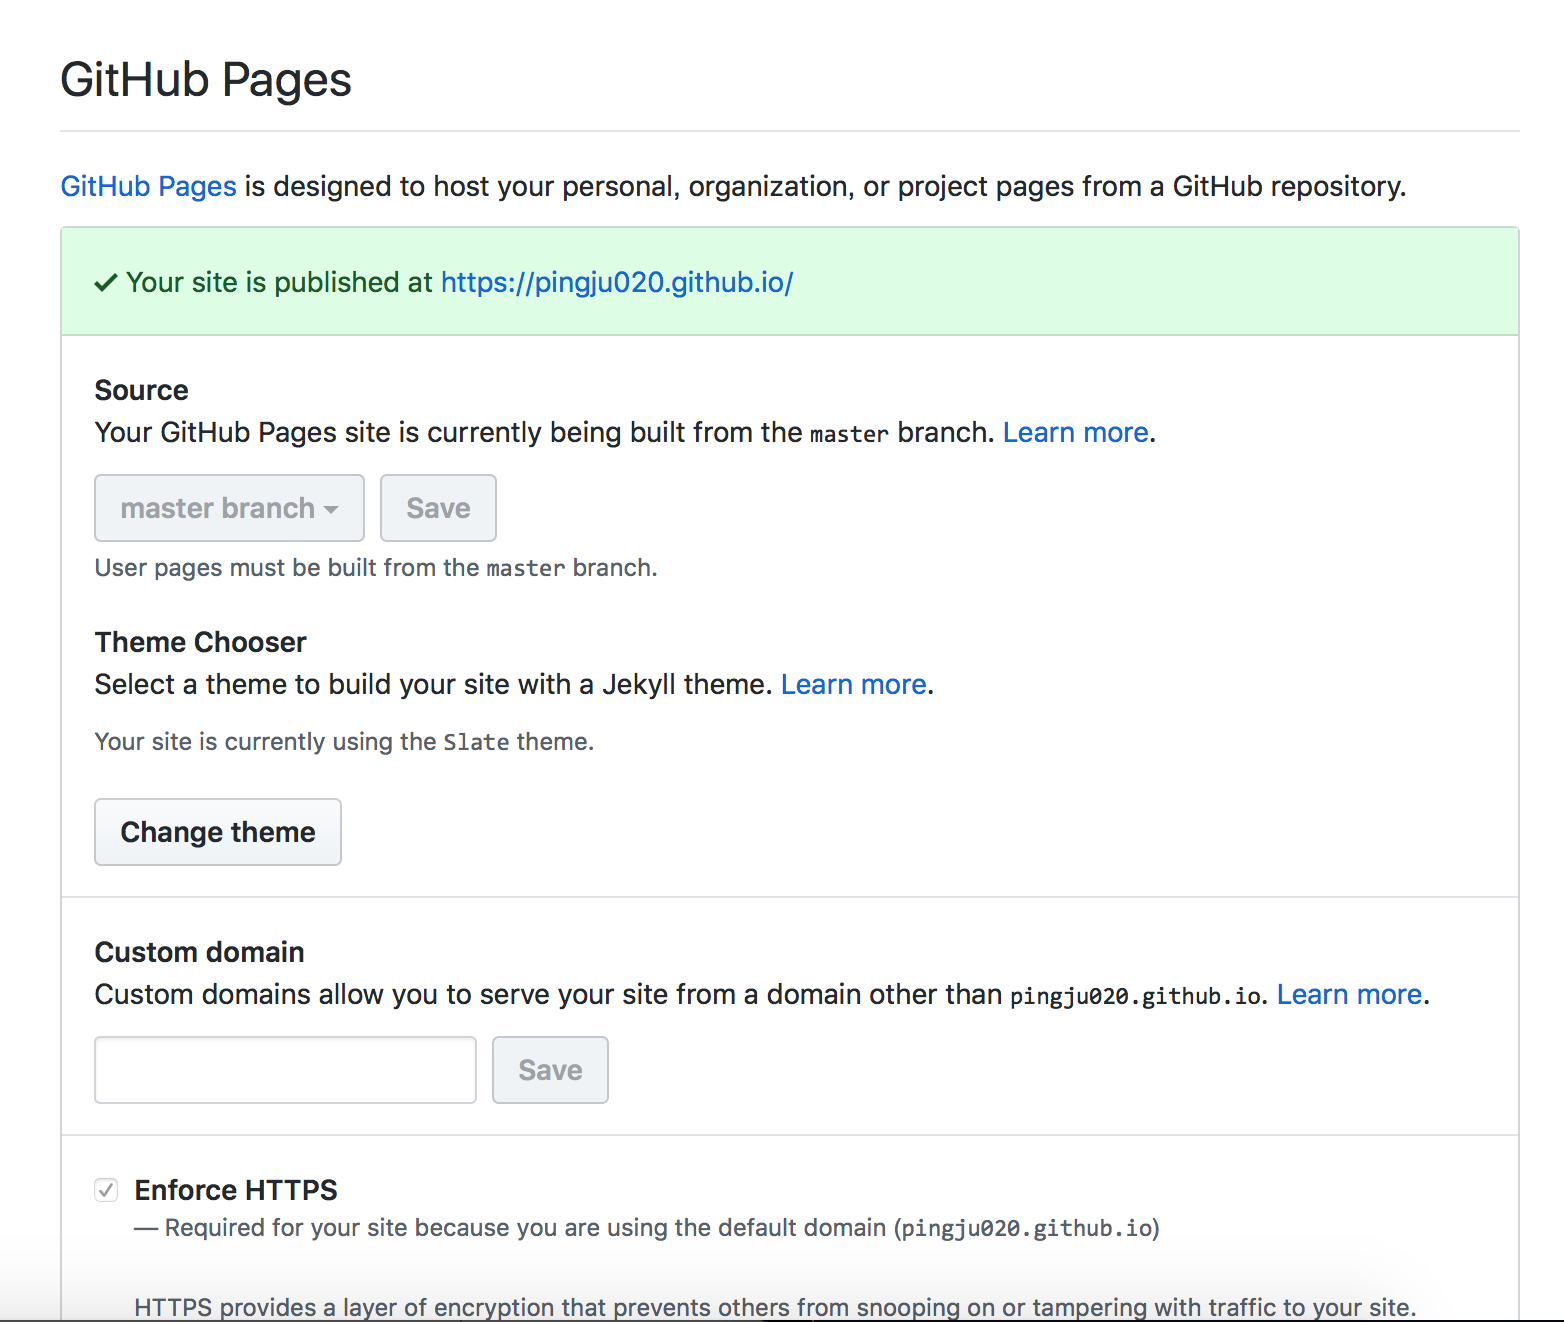 GitHub Pages
GitHub Pages is designed to host your personal, organization, or project pages from a GitHub repository.
Your site is published at https://pingju020.github.io/
Source
Your GitHub Pages site is currently being built from the master branch. Learn more.
master branch Save
User pages must be built from the master branch.
Theme Chooser
Select a theme to build your site with a Jekyll theme. Learn more.
Your site is currently using the Slate theme.
Change theme
Custom domain
Custom domains allow you to serve your site from a domain other than pingju020.github.io. Learn more.
Save
Enforce HTTPS
— Required for your site because you are using the default domain (pingju020.github.io)
HTTPS provides a layer of encryption that prevents others from snooping on or tampering with traffic to your site.